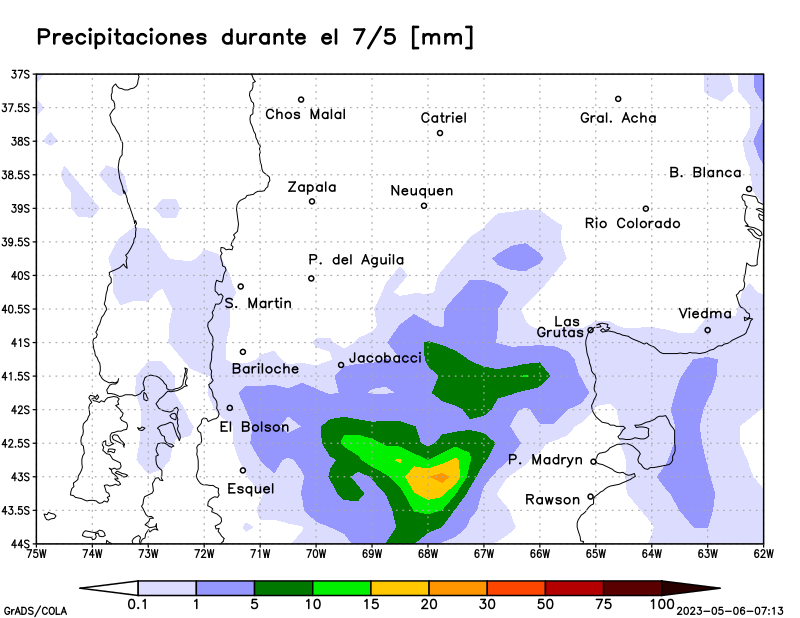 Precipitaciones durante el 7/5 [mm]
37S
37.5S
Chos Malal
Catriel
Gral. Acha
38S
38.5S
B. Blanca
Zapala
Neuquen
39S
Rio Colorado
39.5S
P. del Aguila
40S
S. Martin
40.5S
Viedma
Las
Grutas
41S
Jacobacci
Bariloche
41.5S
42S
El Bolson
42.5S
P. Madryn
43S
Esquel
Rawson
43.5S
44S
75W 74W 73W 72W 71W 70W 69W 68W 67W 66W 65W 64W 63W 62W
0.1 1 5 10 15 20 30 50 75 100
GrADS/COLA 2023-05-06-07:13